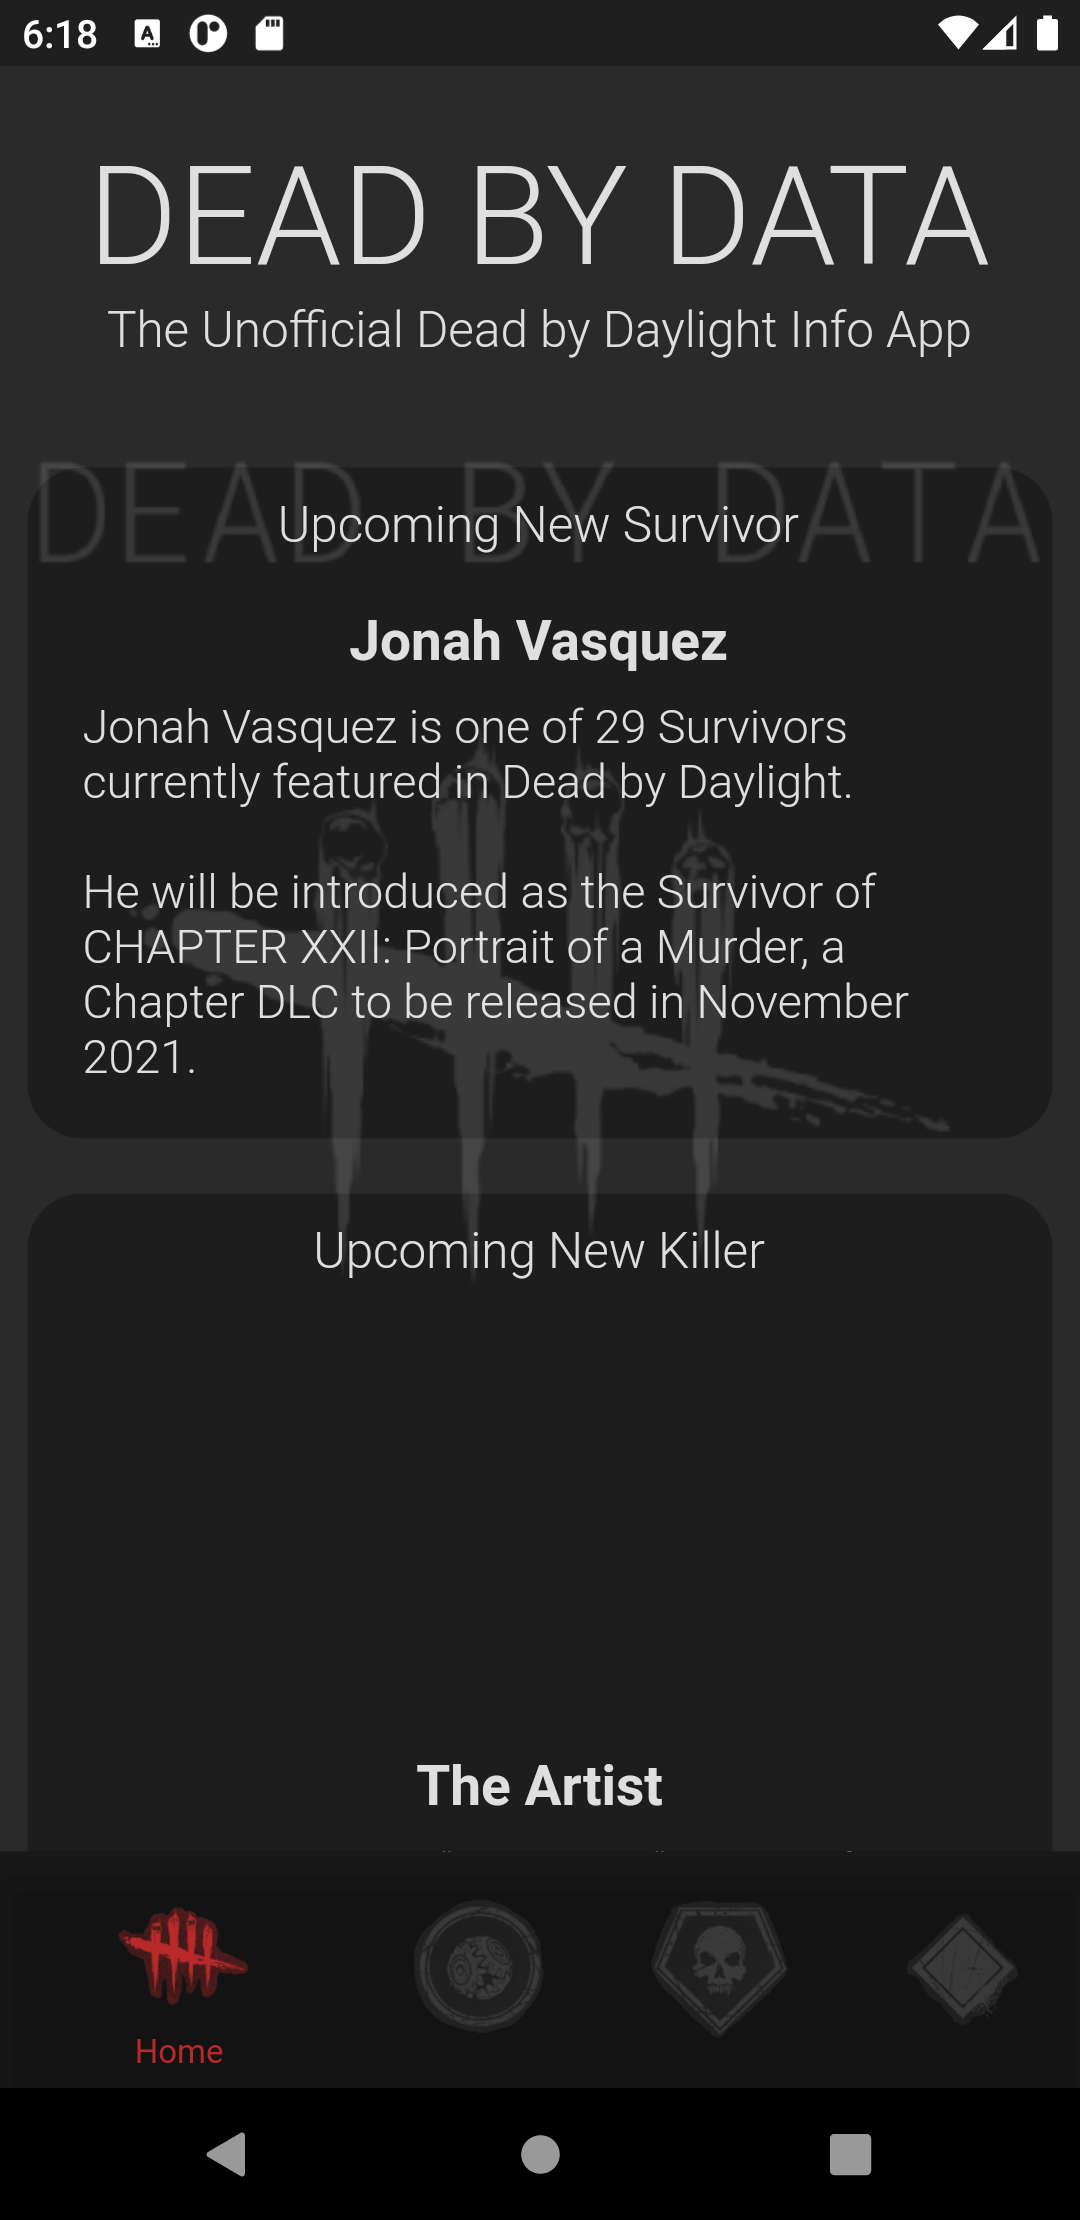 6:18
DEAD BY DATA
The Unofficial Dead by Daylight Info App
DEAD BY DATA
Upcoming New Survivor
Jonah Vasquez
Jonah Vasquez is one of 29 Survivors
currently featured in Dead by Daylight.
He will be introduced as the Survivor of
CHAPTER XXII: Portrait of a Murder, a
Chapter DLC to be released in November
2021.
Upcoming New Killer
The Artist
Home